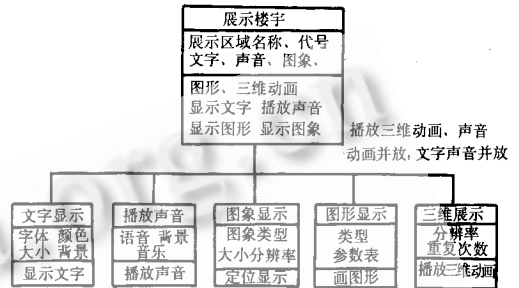 展示楼宇
展示区域名称、代号
文字、声音、图象、
图形、三维动画
显示文字 播放声音
显示图形 显示图象
播放三维动画、声音
动画并放,文字声音并放
文字显示
字体 颜色
大小 背景
显示文字
播放声音
语音 背景
音乐
播放声音
图象显示
图象类型
大小分辨率
定位显示
图形显示
类型
参数表
画图形
三维展示
分辨率
重复次数
播放三维动画
org.cn